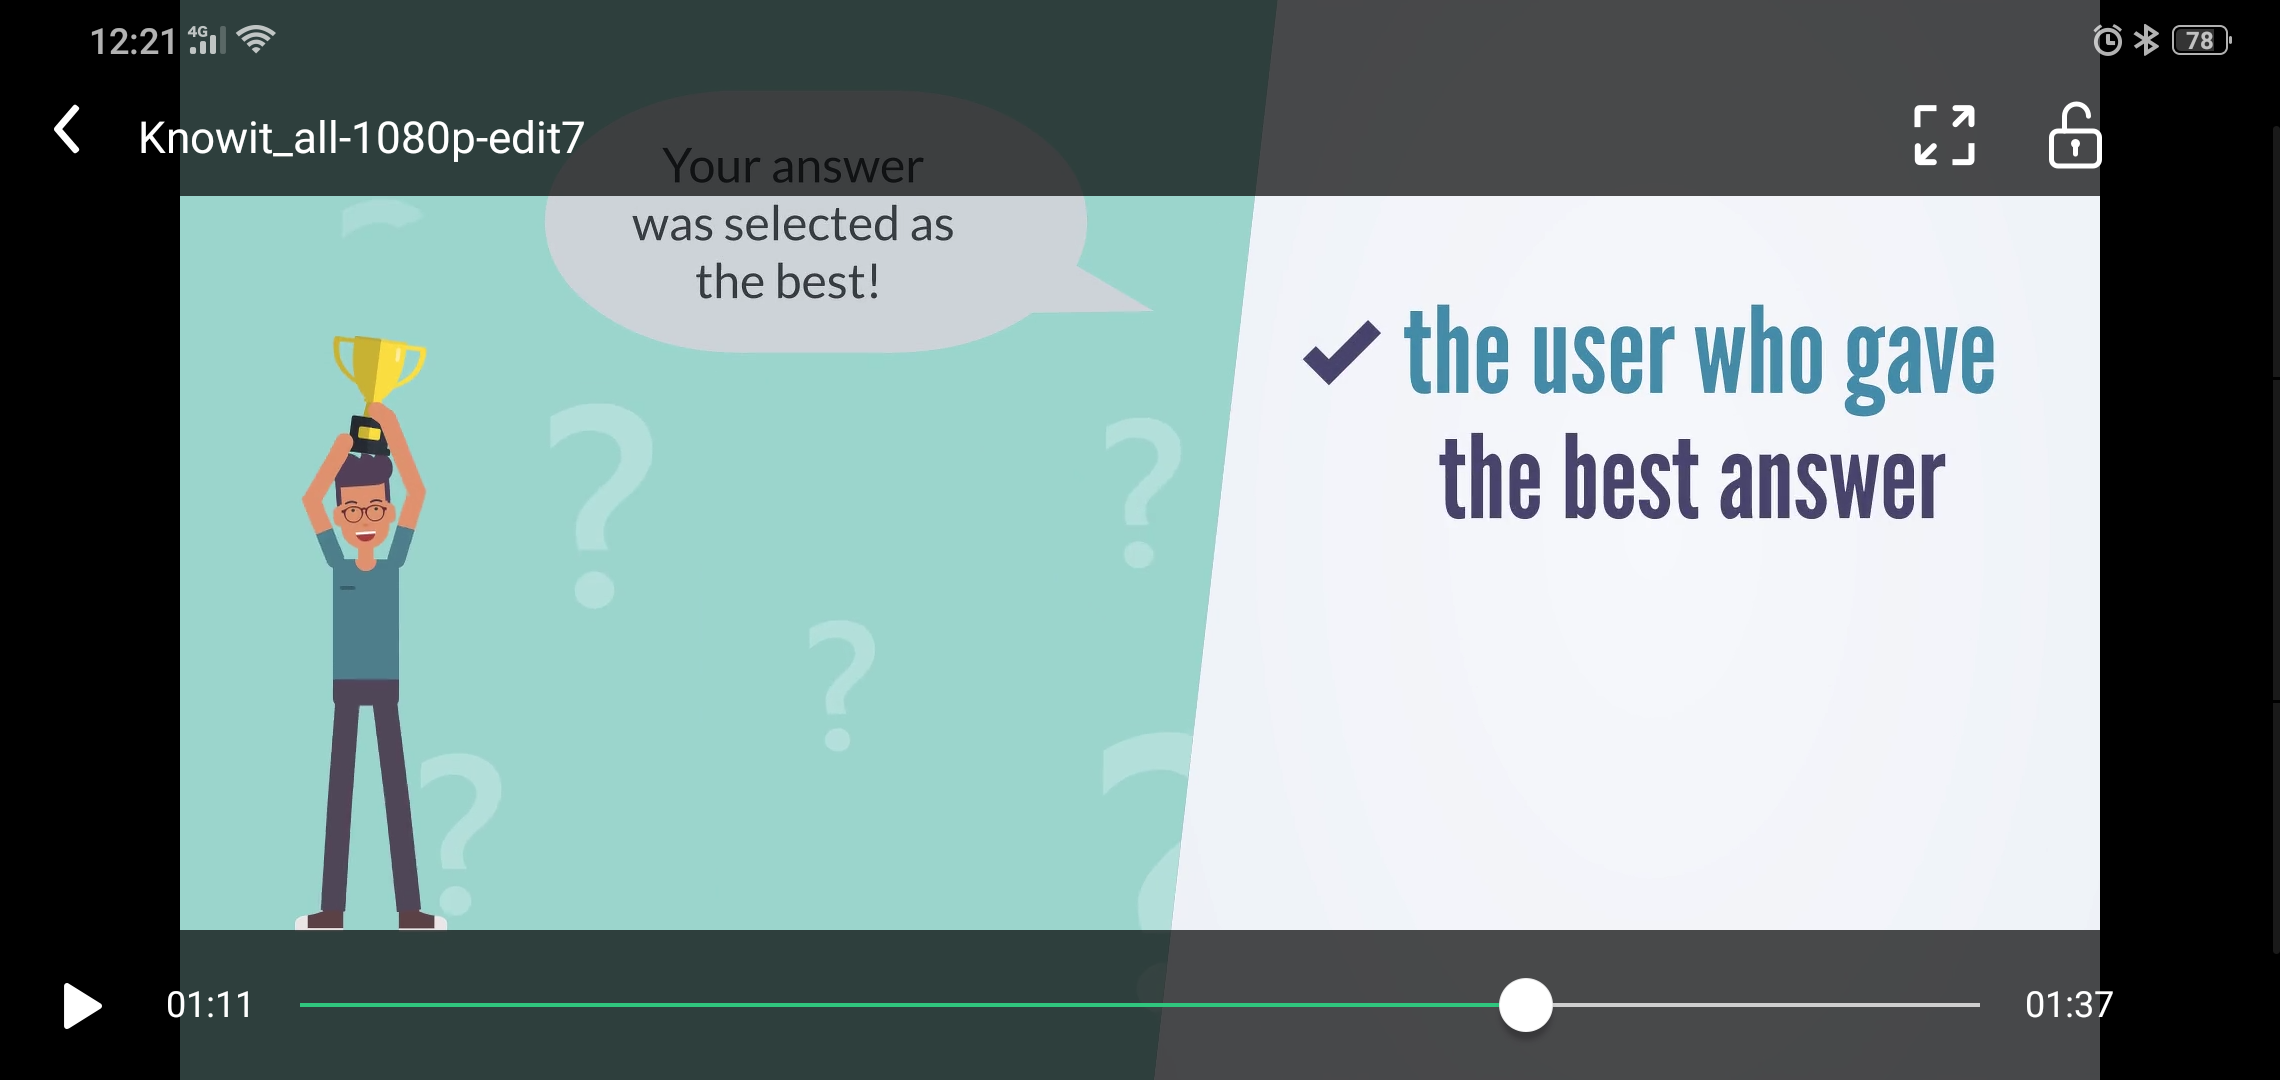 12:21 4G 78
Knowit_all-1080p-edit7
Your answer
was selected as
the best!
the user who gave
the best answer
01:11 01:37